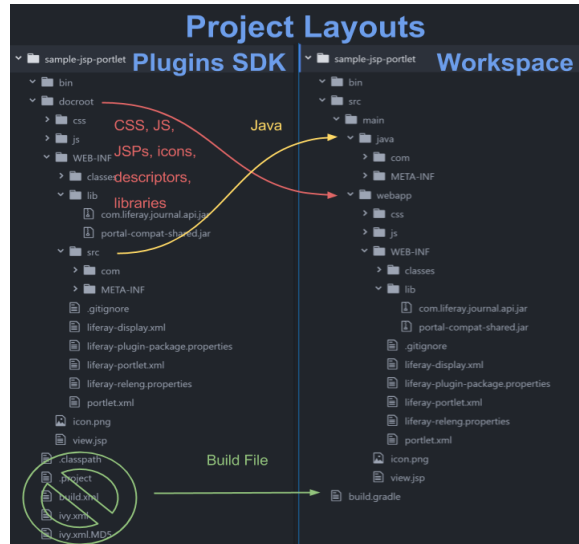 Project Layouts
sample-jsp-portlet
Plugins SDK
bin
docroot
css
js
WEB-INF
classes
lib
com.liferay.journal.api.jar
portal-compat-shared.jar
src
com
META-INF
.gitignore
liferay-display.xml
liferay-plugin-package.properties
liferay-portlet.xml
liferay-releng.properties
portlet.xml
icon.png
view.jsp
.classpath
.project
build.xml
ivy.xml
ivy.xml.MD5
CSS, JS,
JSPs, icons,
descriptors,
libraries
Java
Build File
sample-jsp-portlet
Workspace
bin
src
main
java
com
META-INF
webapp
css
js
WEB-INF
classes
lib
com.liferay.journal.api.jar
portal-compat-shared.jar
.gitignore
liferay-display.xml
liferay-plugin-package.properties
liferay-portlet.xml
liferay-releng.properties
portlet.xml
icon.png
view.jsp
build.gradle